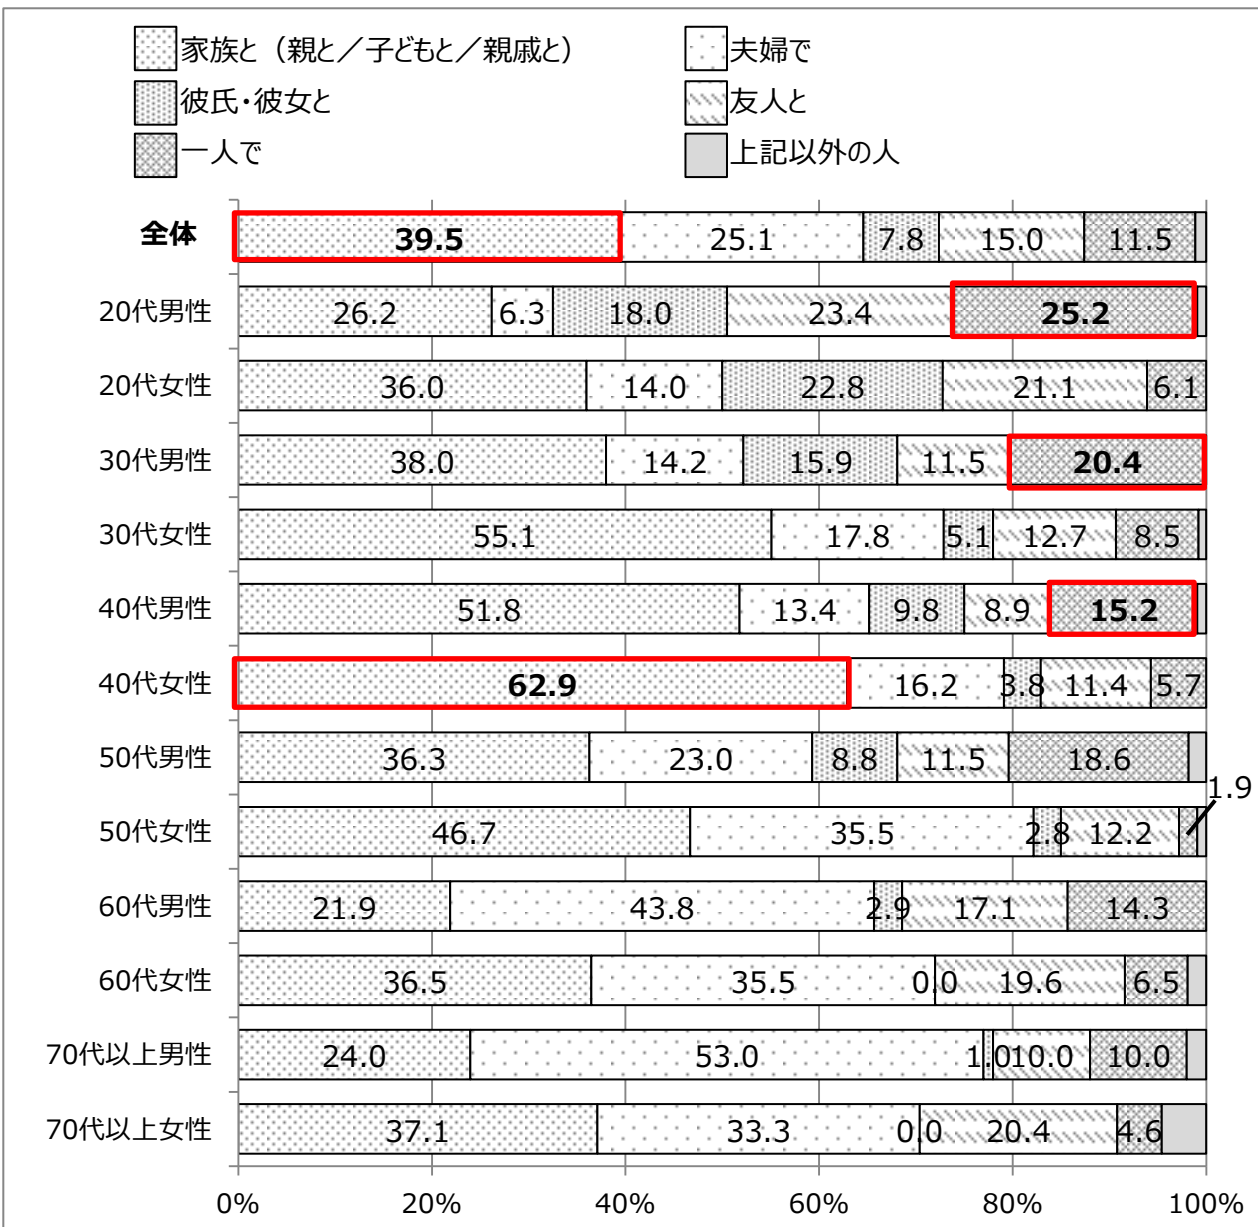 家族と（親と／子どもと／親戚と） 夫婦で
彼氏・彼女と 友人と
一人で 上記以外の人
全体 39.5 25.1 7.8 15.0 11.5
20代男性 26.2 6.3 18.0 23.4 25.2
20代女性 36.0 14.0 22.8 21.1 6.1
30代男性 38.0 14.2 15.9 11.5 20.4
30代女性 55.1 17.8 5.1 12.7 8.5
40代男性 51.8 13.4 9.8 8.9 15.2
40代女性 62.9 16.2 3.8 11.4 5.7
50代男性 36.3 23.0 8.8 11.5 18.6
1.9
50代女性 46.7 35.5 2.8 12.2
60代男性 21.9 43.8 2.9 17.1 14.3
60代女性 36.5 35.5 0.0 19.6 6.5
70代以上男性 24.0 53.0 1.0 10.0 10.0
70代以上女性 37.1 33.3 0.0 20.4 4.6
0% 20% 40% 60% 80% 100%